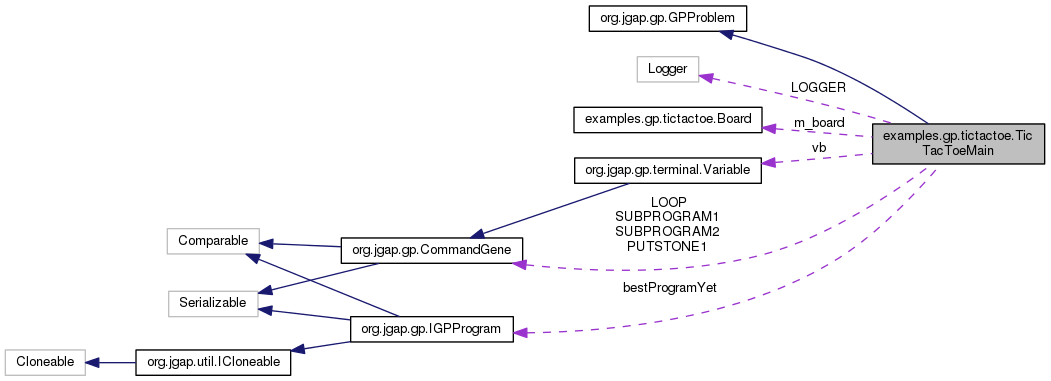 org.jgap.gp.GPProblem
Logger
LOGGER
examples.gp.tictactoe.Board
m_board
examples.gp.tictactoe.Tic
TacToeMain
vb
org.jgap.gp.terminal.Variable
LOOP
SUBPROGRAM1
SUBPROGRAM2
PUTSTONE1
Comparable
org.jgap.gp.CommandGene
bestProgramYet
Serializable
org.jgap.gp.IGPProgram
Cloneable
org.jgap.util.ICloneable